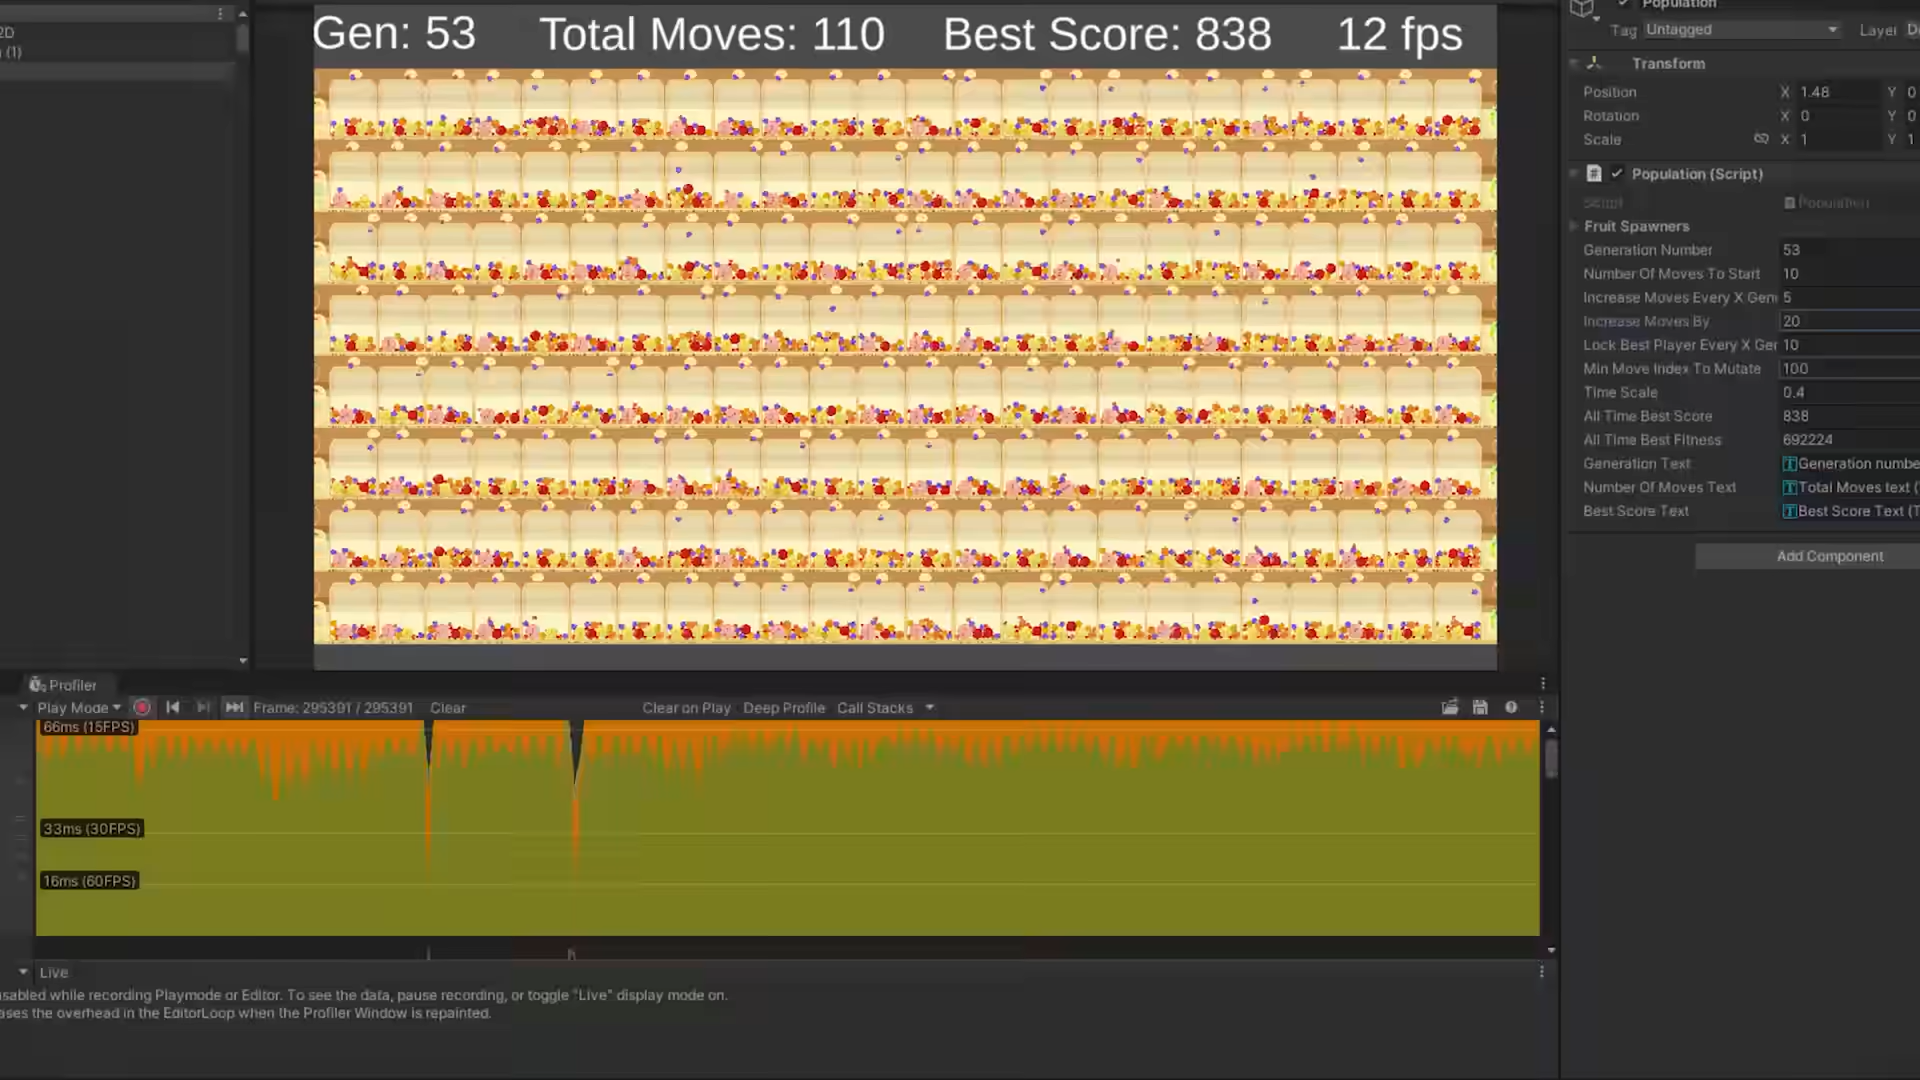 2D
(1)
Gen: 53 Total Moves: 110 Best Score: 838 12 fps
Population
Tag Untagged Layer
Transform
Position X 1.48 Y 0
Rotation X 0 Y 0
Scale X 1 Y 1
Population (Script)
Script Population
Fruit Spawners
Generation Number 53
Number Of Moves To Start 10
Increase Moves Every X Gen 5
Increase Moves By 20
Lock Best Player Every X Ger 10
Min Move Index To Mutate 100
Time Scale 0.4
All Time Best Score 838
All Time Best Fitness 692224
Generation Text Generation numbe
Number Of Moves Text Total Moves text (
Best Score Text Best Score Text (T
Add Component
Profiler
Play Mode Frame: 295391 / 295391 Clear Clear on Play Deep Profile Call Stacks
66ms (15FPS)
33ms (30FPS)
16ms (60FPS)
Live
sabled while recording Playmode or Editor. To see the data, pause recording, or toggle "Live" display mode on.
ases the overhead in the EditorLoop when the Profiler Window is repainted.